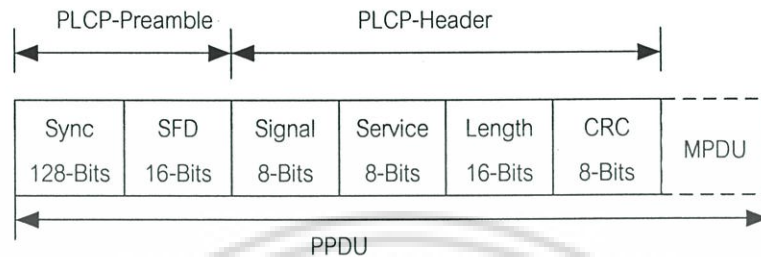 PLCP-Preamble PLCP-Header
Sync SFD Signal Service Length CRC MPDU
128-Bits 16-Bits 8-Bits 8-Bits 16-Bits 8-Bits
PPDU